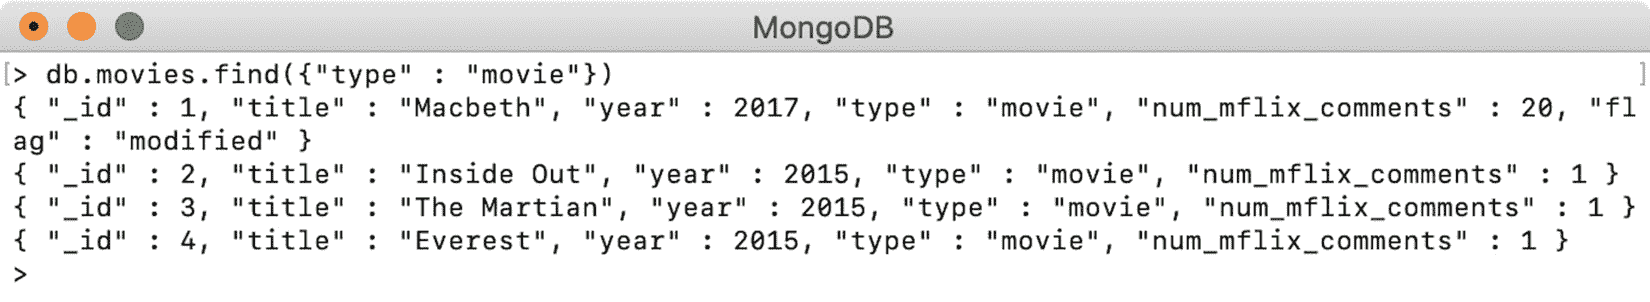 MongoDB
[> db.movies.find({"type" : "movie"}) ]
{ "_id" : 1, "title" : "Macbeth", "year" : 2017, "type" : "movie", "num_mflix_comments" : 20, "fl
ag" : "modified" }
{ "_id" : 2, "title" : "Inside Out", "year" : 2015, "type" : "movie", "num_mflix_comments" : 1 }
{ "_id" : 3, "title" : "The Martian", "year" : 2015, "type" : "movie", "num_mflix_comments" : 1 }
{ "_id" : 4, "title" : "Everest", "year" : 2015, "type" : "movie", "num_mflix_comments" : 1 }
>